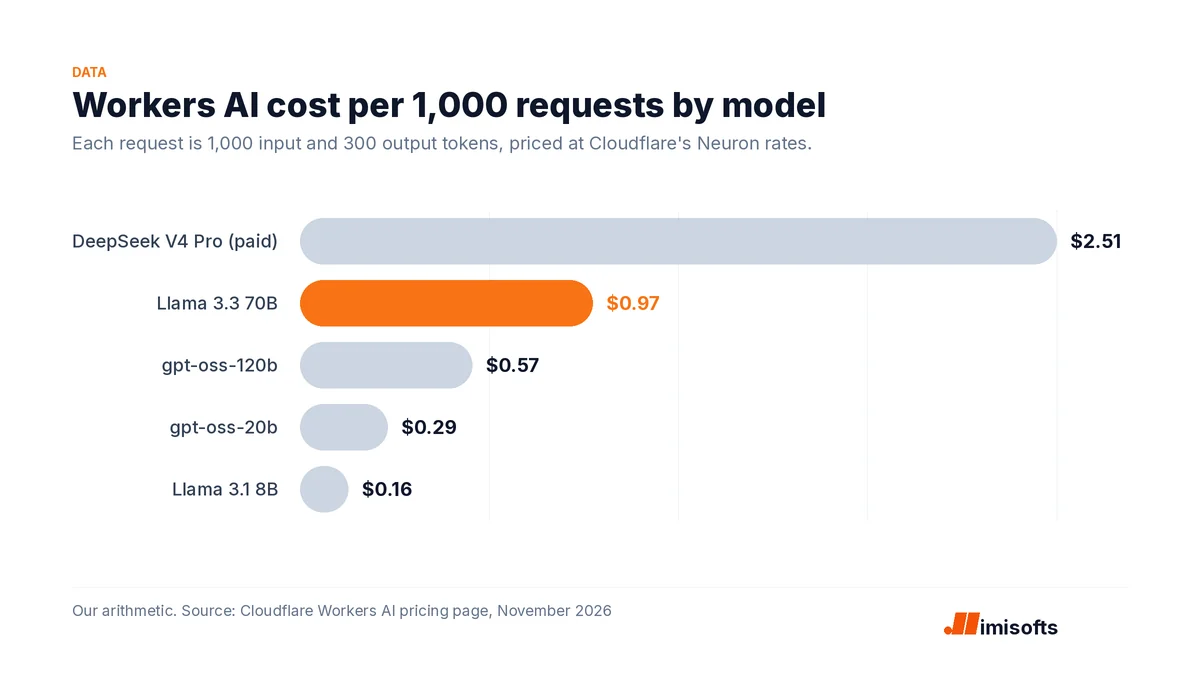 DATA
Workers AI cost per 1,000 requests by model
Each request is 1,000 input and 300 output tokens, priced at Cloudflare's Neuron rates.
DeepSeek V4 Pro (paid) $2.51
Llama 3.3 70B $0.97
gpt-oss-120b $0.57
gpt-oss-20b $0.29
Llama 3.1 8B $0.16
Our arithmetic. Source: Cloudflare Workers AI pricing page, November 2026
imisofts